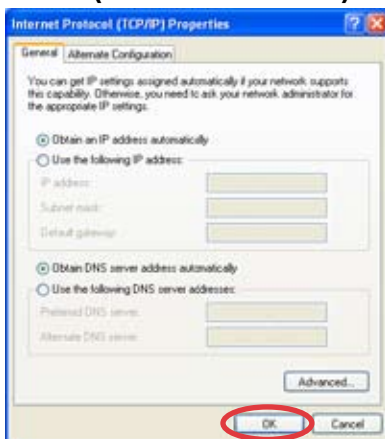 Internet Protocol (TCP/IP) Properties
General Alternate Configuration
You can get IP settings assigned automatically if your network supports
this capability. Otherwise, you need to ask your network administrator for
the appropriate IP settings.
Obtain an IP address automatically
Use the following IP address:
IP address:
Subnet mask:
Default gateway:
Obtain DNS server address automatically
Use the following DNS server addresses:
Preferred DNS server:
Alternate DNS server:
Advanced...
OK Cancel